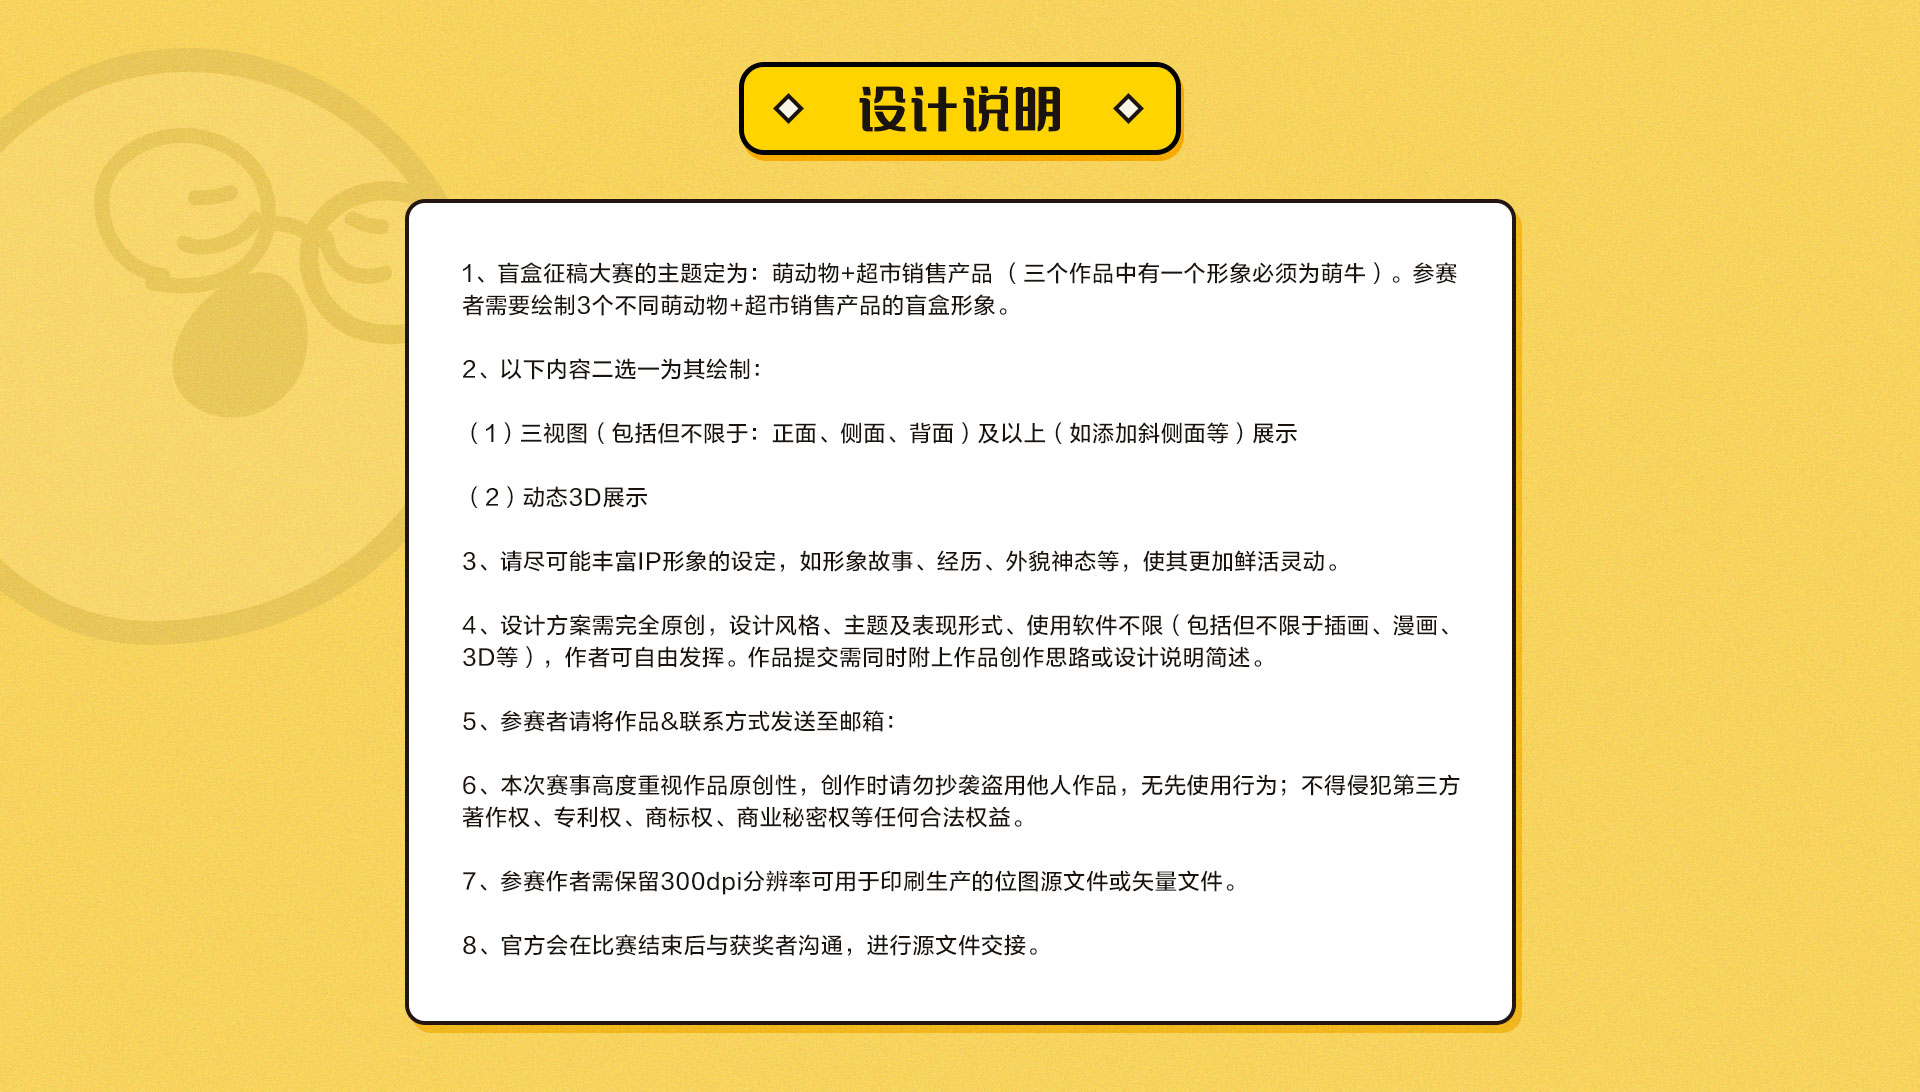 设计说明
1、盲盒征稿大赛的主题定为：萌动物+超市销售产品（三个作品中有一个形象必须为萌牛）。参赛
者需要绘制3个不同萌动物+超市销售产品的盲盒形象。
2、以下内容二选一为其绘制：
（1）三视图（包括但不限于：正面、侧面、背面）及以上（如添加斜侧面等）展示
（2）动态3D展示
3、请尽可能丰富IP形象的设定，如形象故事、经历、外貌神态等，使其更加鲜活灵动。
4、设计方案需完全原创，设计风格、主题及表现形式、使用软件不限（包括但不限于插画、漫画、
3D等），作者可自由发挥。作品提交需同时附上作品创作思路或设计说明简述。
5、参赛者请将作品&联系方式发送至邮箱：
6、本次赛事高度重视作品原创性，创作时请勿抄袭盗用他人作品，无先使用行为；不得侵犯第三方
著作权、专利权、商标权、商业秘密权等任何合法权益。
7、参赛作者需保留300dpi分辨率可用于印刷生产的位图源文件或矢量文件。
8、官方会在比赛结束后与获奖者沟通，进行源文件交接。